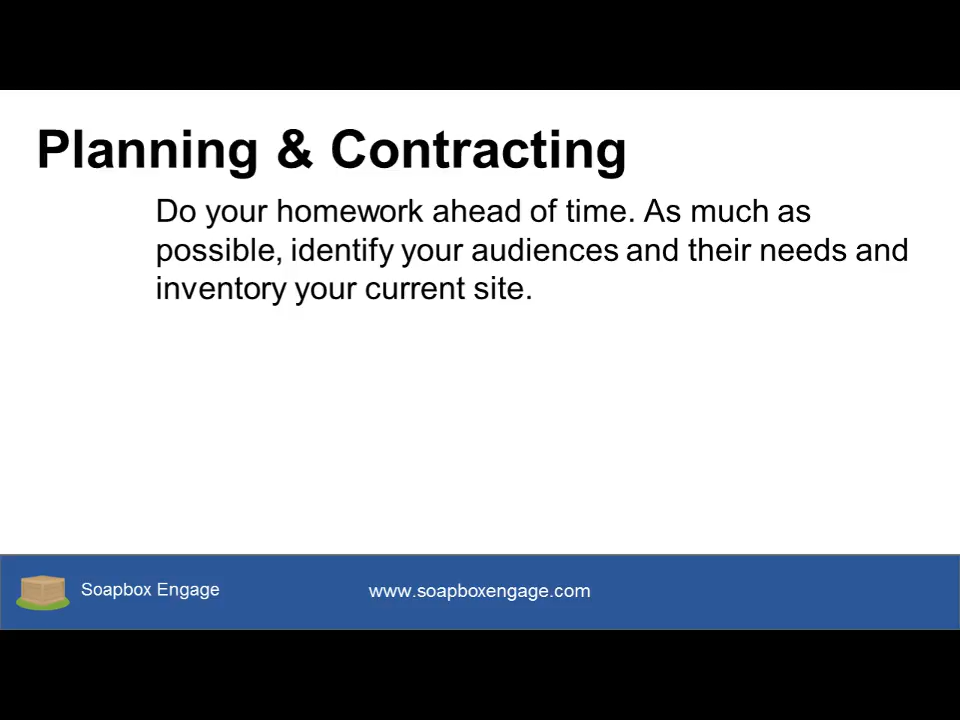 Planning & Contracting
Do your homework ahead of time. As much as
possible, identify your audiences and their needs and
inventory your current site.
Soapbox Engage
www.soapboxengage.com